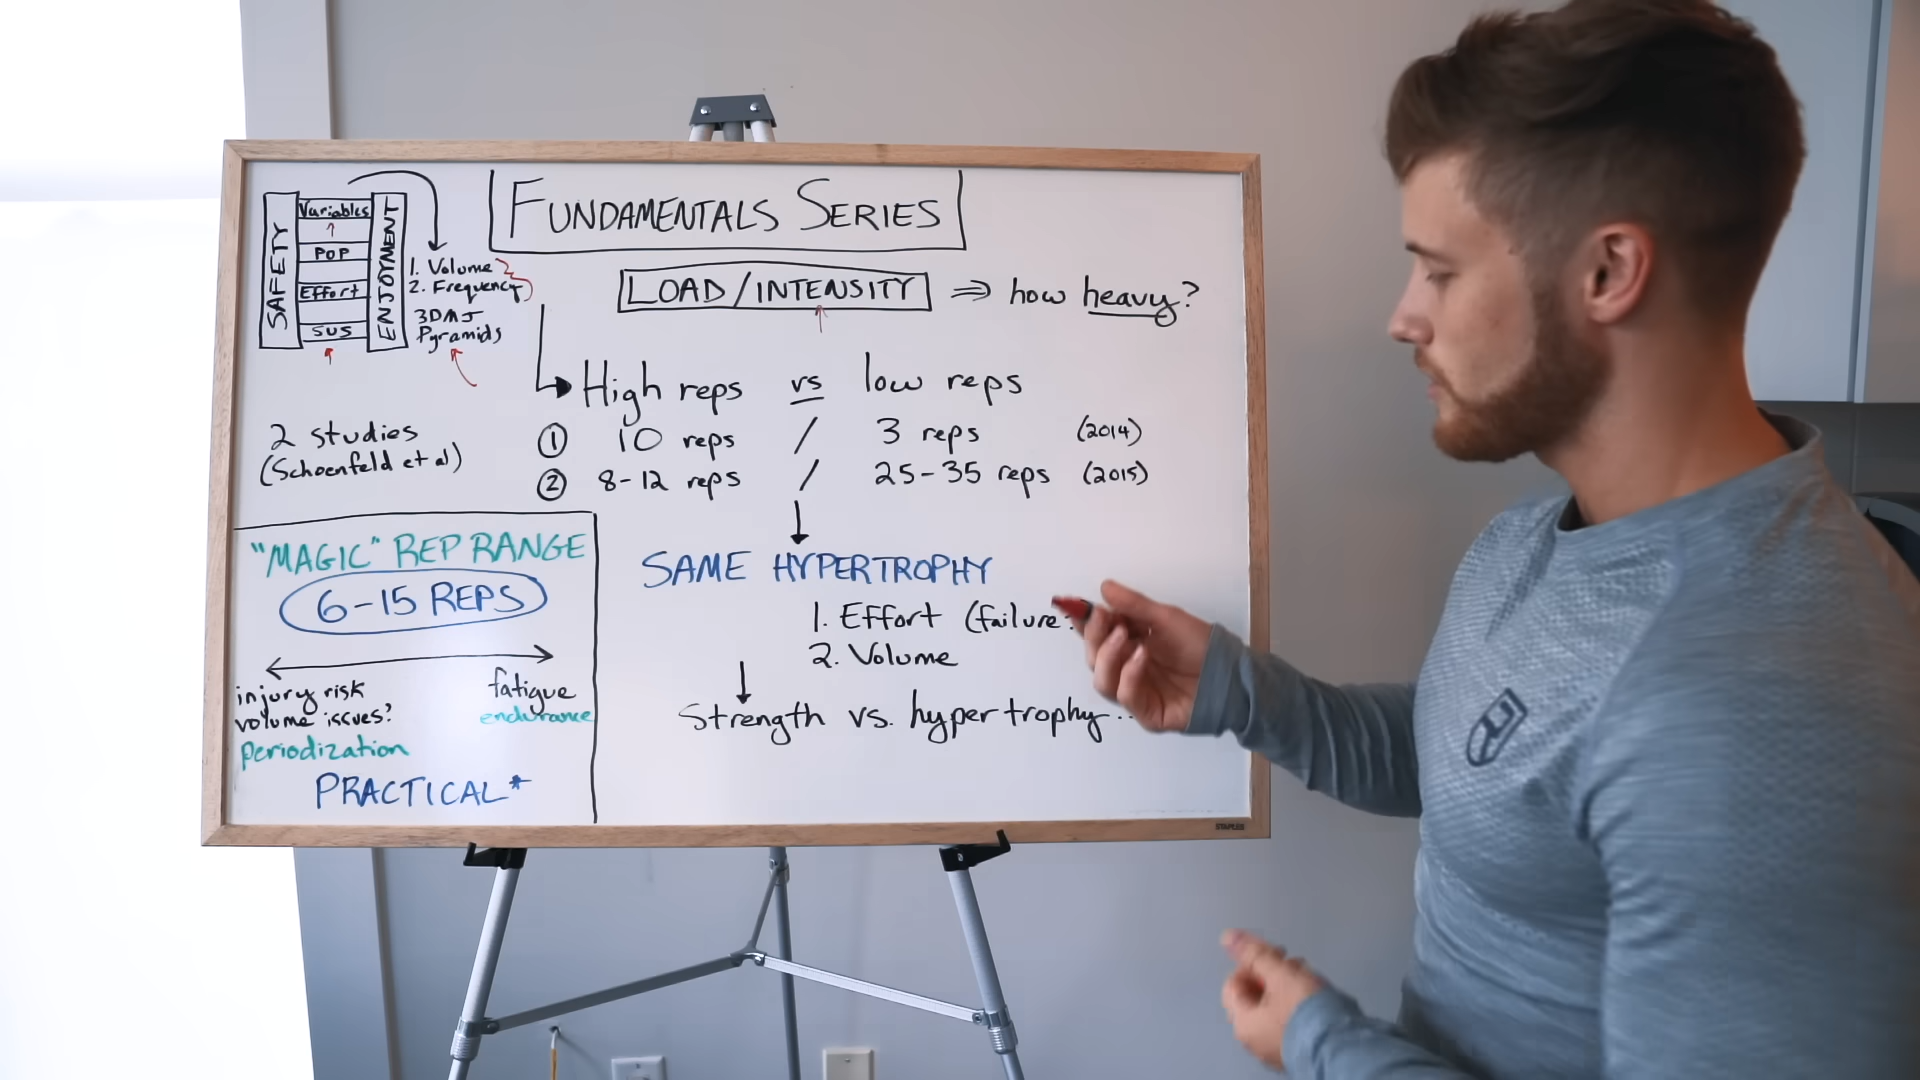 FUNDAMENTALS SERIES
SAFETY
Variables
POP
Effort
SUS
ENJOYMENT
1. Volume
2. Frequency
3DMJ
Pyramids
LOAD/INTENSITY ⇒ how heavy?
High reps vs low reps
2 studies
(Schoenfeld et al)
① 10 reps / 3 reps (2014)
② 8-12 reps / 25-35 reps (2015)
SAME HYPERTROPHY
1. Effort (failure
2. Volume
Strength vs. hypertrophy..
"MAGIC" REP RANGE
6-15 REPS
injury risk
volume issues?
periodization
fatigue
endurance
PRACTICAL*
STAPLES